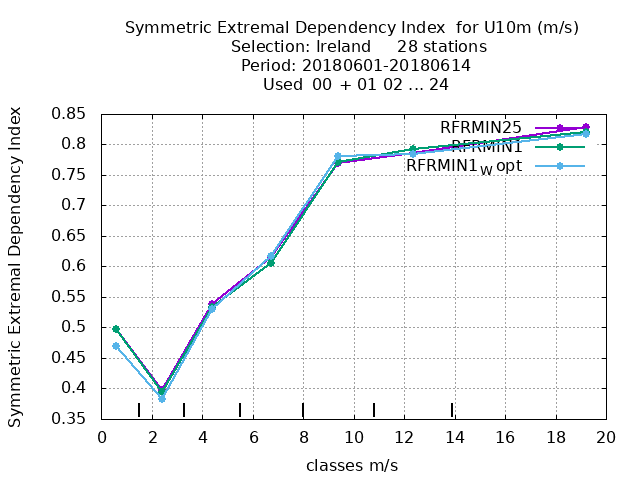 Symmetric Extremal Dependency Index for U10m (m/s)
Selection: Ireland 28 stations
Period: 20180601-20180614
Used 00 + 01 02 ... 24
Symmetric Extremal Dependency Index
0.85
0.8
0.75
0.7
0.65
0.6
0.55
0.5
0.45
0.4
0.35
RFRMIN25
RFRMIN1
RFRMIN1W opt
0 2 4 6 8 10 12 14 16 18 20
classes m/s